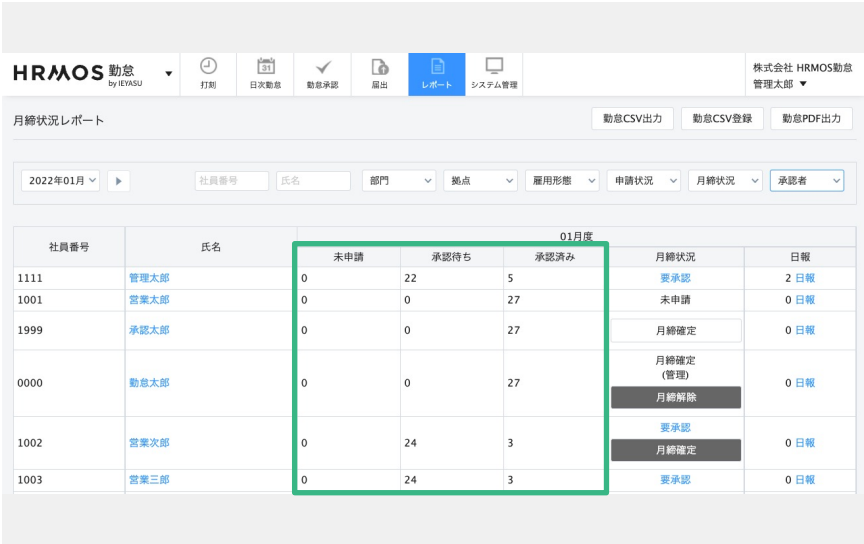 HRMOS 勤怠 by IEYASU ▼ 打刻 31 日次勤怠 勤怠承認 届出 レポート システム管理 株式会社 HRMOS勤怠
管理太郎 ▼
月締状況レポート 勤怠CSV出力 勤怠CSV登録 勤怠PDF出力
2022年01月 社員番号 氏名 部門 拠点 雇用形態 申請状況 月締状況 承認者
社員番号 氏名 01月度
未申請 承認待ち 承認済み 月締状況 日報
1111 管理太郎 0 22 5 要承認 2 日報
1001 営業太郎 0 0 27 未申請 0 日報
1999 承認太郎 0 0 27 月締確定 0 日報
0000 勤怠太郎 0 0 27 月締確定 0 日報
(管理)
月締解除
1002 営業次郎 0 24 3 要承認 0 日報
月締確定
1003 営業三郎 0 24 3 要承認 0 日報